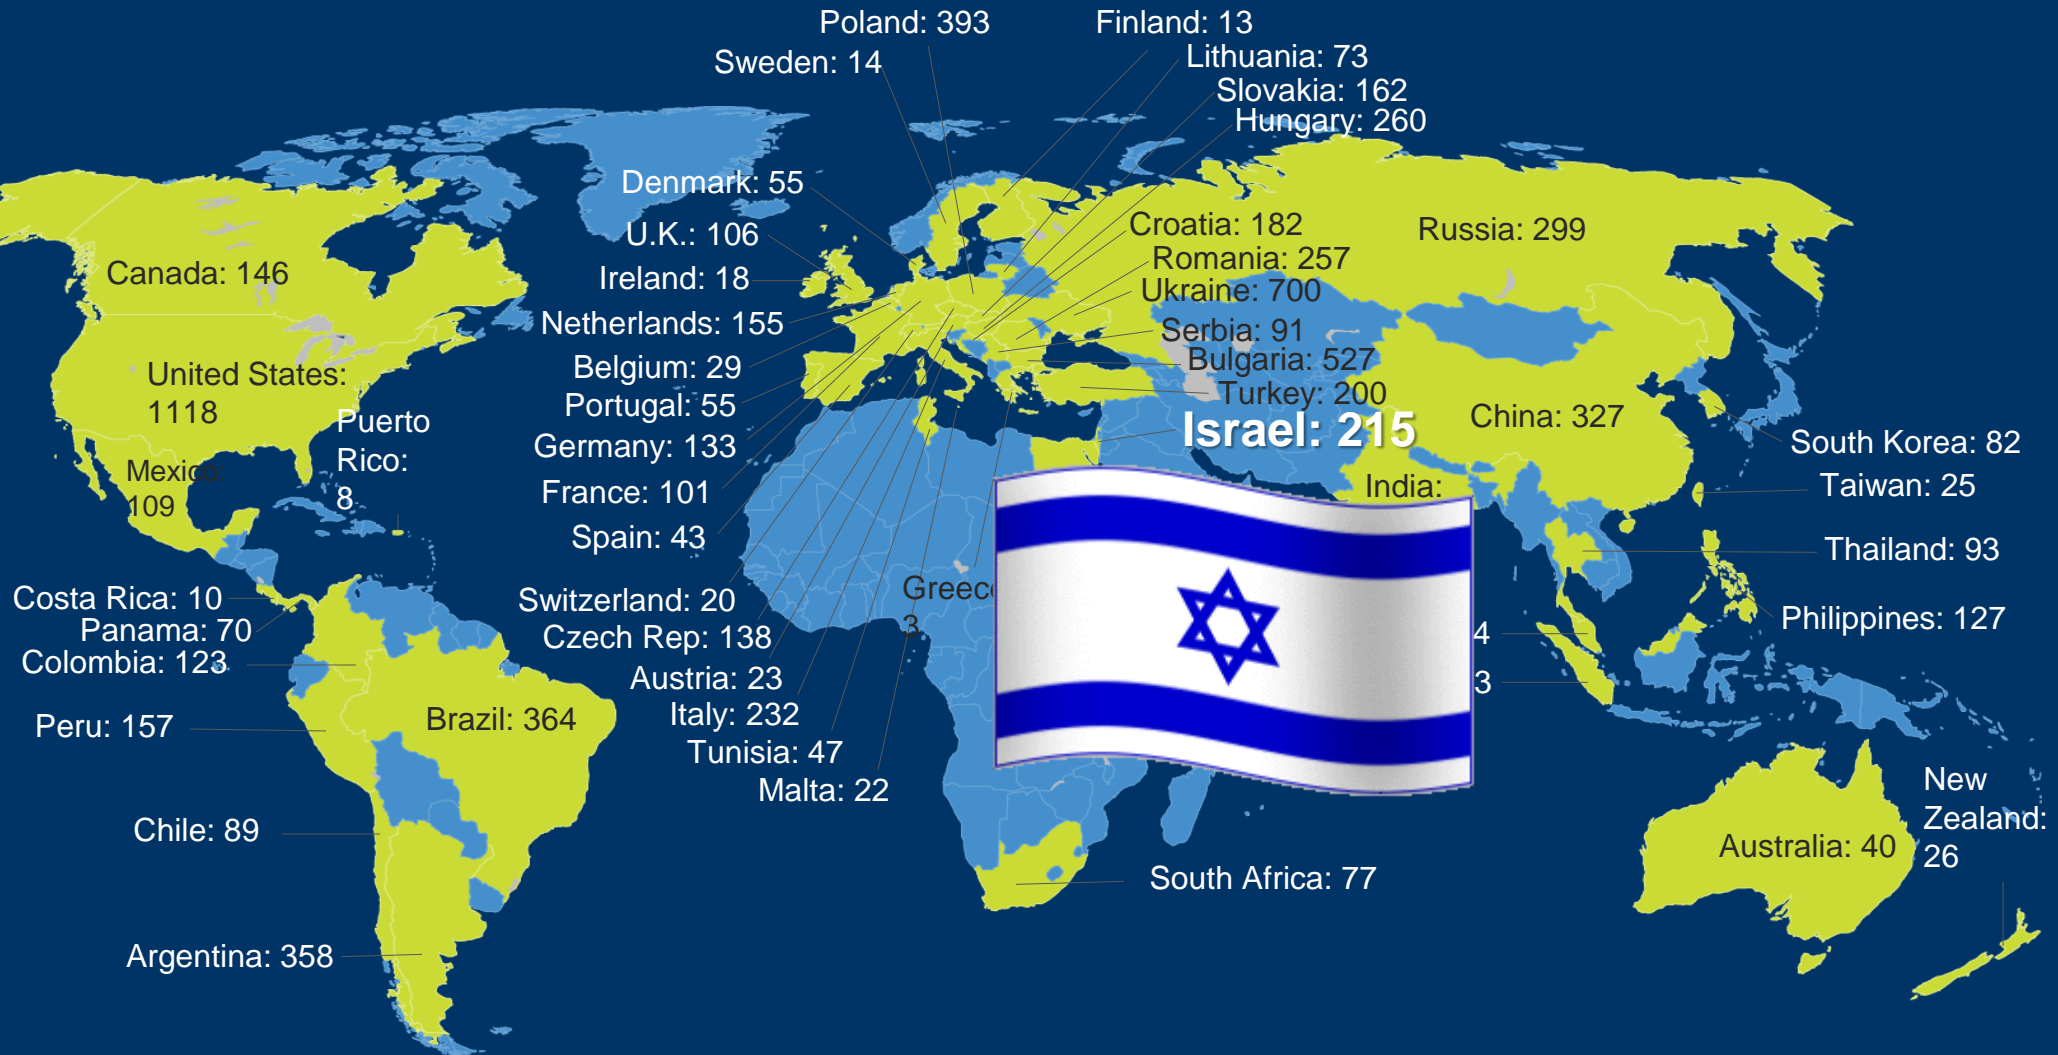 Poland: 393
Finland: 13
Sweden: 14
Lithuania: 73
Slovakia: 162
Hungary: 260
Denmark: 55
U.K.: 106
Croatia: 182
Russia: 299
Romania: 257
Canada: 146
Ireland: 18
Ukraine: 700
Netherlands: 155
Serbia: 91
Bulgaria: 527
Belgium: 29
United States:
1118
Turkey: 200
Portugal: 55
Puerto
Rico:
8
Israel: 215
China: 327
Germany: 133
South Korea: 82
Mexico:
109
France: 101
India:
Taiwan: 25
Spain: 43
Thailand: 93
Costa Rica: 10
Switzerland: 20
Greece
3
Philippines: 127
Panama: 70
Czech Rep: 138
4
Colombia: 123
Austria: 23
3
Italy: 232
Peru: 157
Brazil: 364
Tunisia: 47
Malta: 22
New
Zealand:
26
Chile: 89
Australia: 40
South Africa: 77
Argentina: 358